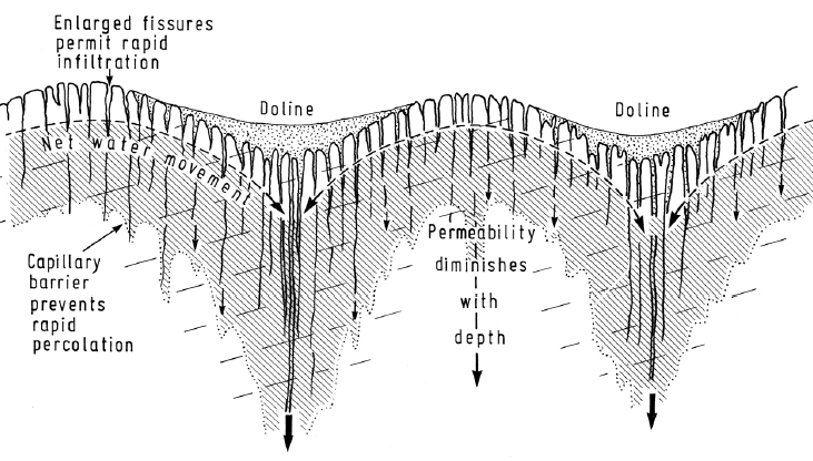 Enlarged fissures
permit rapid
infiltration
Doline
Doline
Net water movement
Capillary
barrier
prevents
rapid
percolation
Permeability
diminishes
with
depth